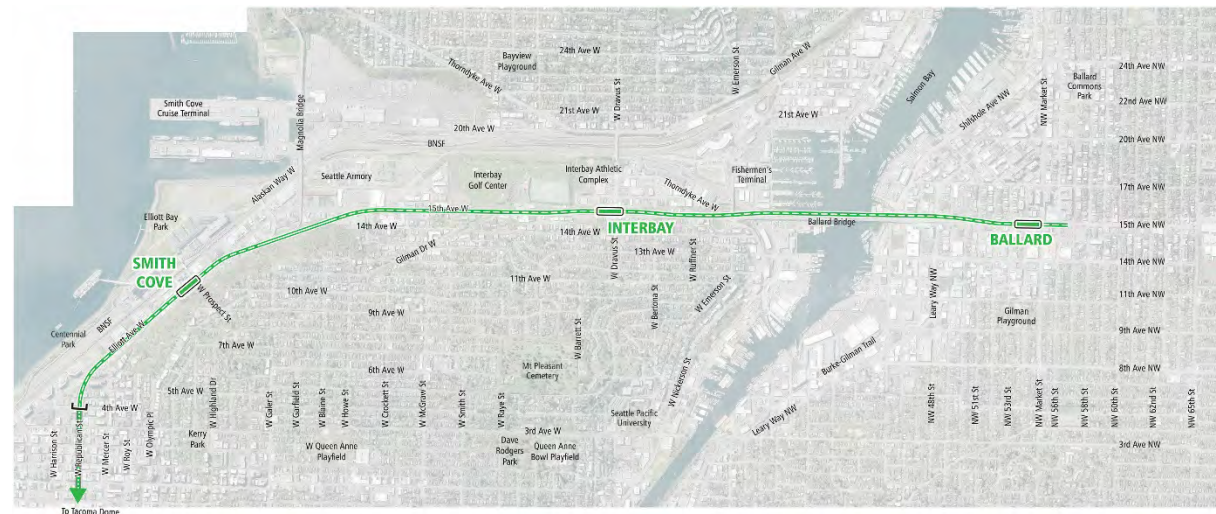 24th Ave W
Bayview
Playground
Thorndyke Ave W
W Dravus St
W Emerson St
Gilman Ave W
Salmon Bay
Shilshole Ave NW
NW Market St
Ballard
Commons
Park
24th Ave NW
22nd Ave NW
20th Ave NW
17th Ave NW
15th Ave NW
14th Ave NW
11th Ave NW
9th Ave NW
8th Ave NW
3rd Ave NW
Smith Cove
Cruise Terminal
Magnolia Bridge
21st Ave W
21st Ave W
20th Ave W
BNSF
Alaskan Way W
Seattle Armory
Interbay
Golf Center
Interbay Athletic
Complex
Thorndyke Ave W
Fishermen's
Terminal
Elliott Bay
Park
15th Ave W
14th Ave W
Gilman Dr W
14th Ave W
INTERBAY
Ballard Bridge
BALLARD
SMITH
COVE
W Prospect St
10th Ave W
11th Ave W
W Dravus St
13th Ave W
W Ruffner St
W Emerson St
W Bertona St
Leary Way NW
Gilman
Playground
BNSF
Centennial
Park
Elliott Ave W
9th Ave W
7th Ave W
6th Ave W
W Barrett St
Mt Pleasant
Cemetery
W Nickerson St
Burke-Gilman Trail
5th Ave W
4th Ave W
W Highland Dr
W Galer St
W Garfield St
W Blaine St
W Howe St
W Crockett St
W McGraw St
W Smith St
W Raye St
Seattle Pacific
University
Leary Way NW
NW 48th St
NW 51st St
NW 53rd St
NW Market St
NW 56th St
NW 58th St
NW 60th St
NW 62nd St
NW 65th St
W Harrison St
W Republican St
W Mercer St
W Roy St
W Olympic Pl
Kerry
Park
W Queen Anne
Playfield
3rd Ave W
Dave
Rodgers
Park
Queen Anne
Bowl Playfield
To Tacoma Dome